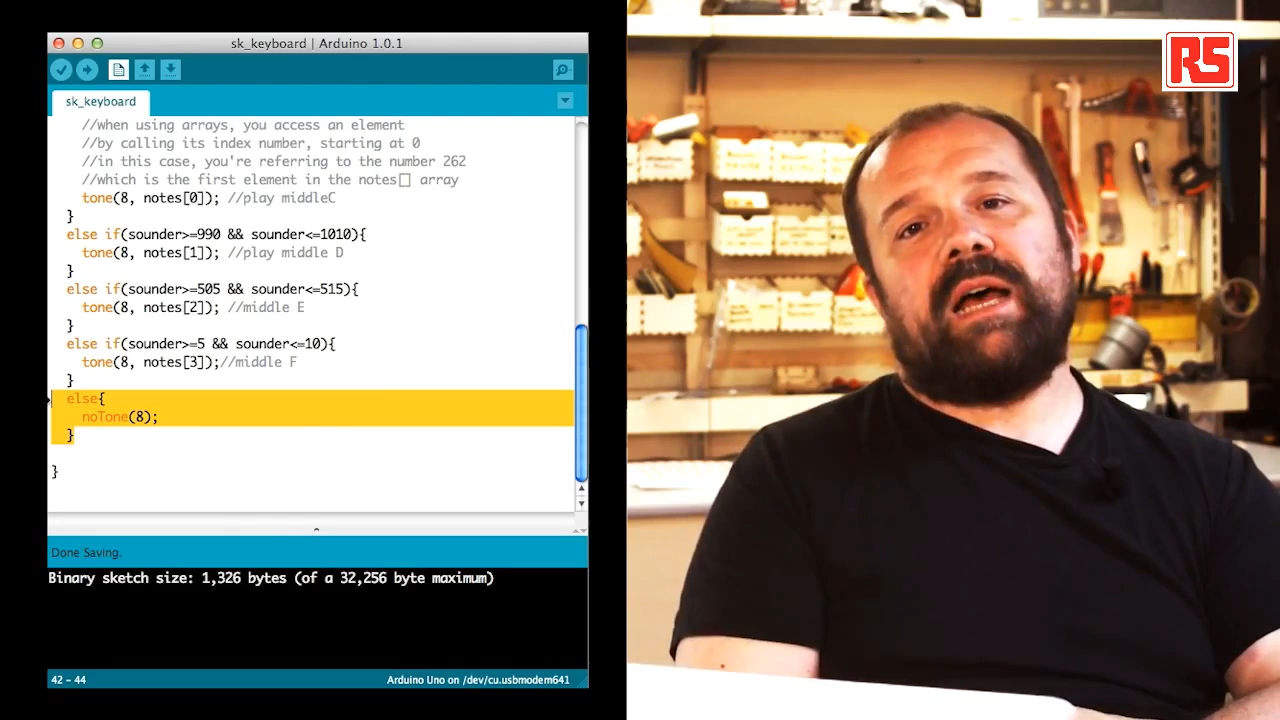 sk_keyboard | Arduino 1.0.1
sk_keyboard
//when using arrays, you access an element
//by calling its index number, starting at 0
//in this case, you're referring to the number 262
//which is the first element in the notes[] array
tone(8, notes[0]); //play middleC
}
else if(sounder>=990 && sounder<=1010){
tone(8, notes[1]); //play middle D
}
else if(sounder>=505 && sounder<=515){
tone(8, notes[2]); //middle E
}
else if(sounder>=5 && sounder<=10){
tone(8, notes[3]);//middle F
}
else{
noTone(8);
}
}
Done Saving.
Binary sketch size: 1,326 bytes (of a 32,256 byte maximum)
42 - 44
Arduino Uno on /dev/cu.usbmodem641
RS